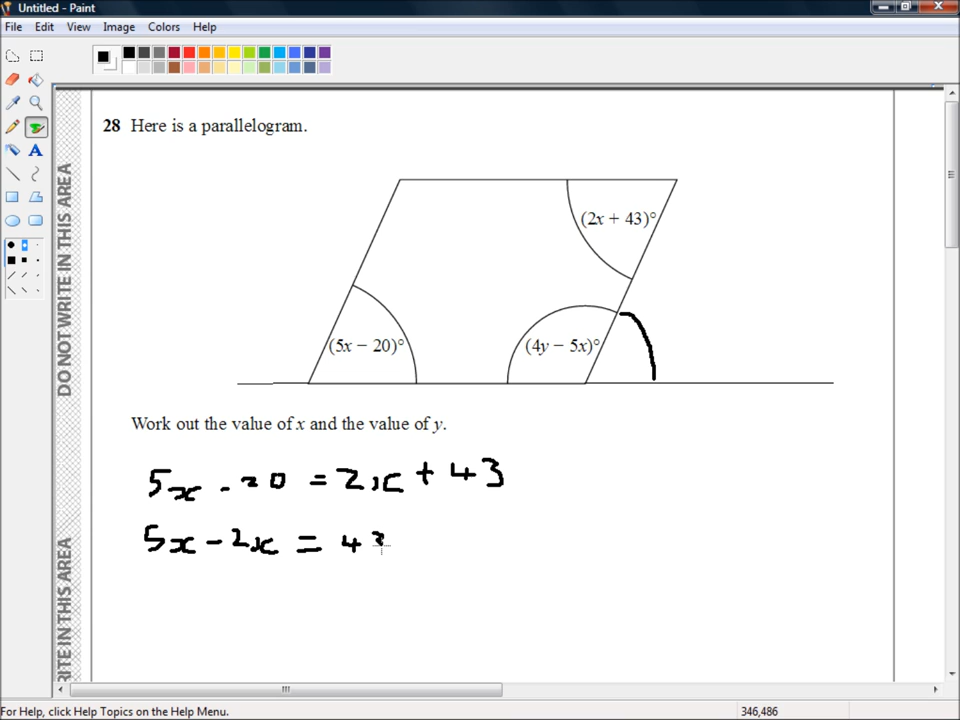 Untitled - Paint
File Edit View Image Colors Help
28 Here is a parallelogram.
(2x + 43)°
(5x − 20)°
(4y − 5x)°
Work out the value of x and the value of y.
5x - 20 = 2x + 43
5x - 2x = 43
DO NOT WRITE IN THIS AREA
RITE IN THIS AREA
For Help, click Help Topics on the Help Menu.
346,486